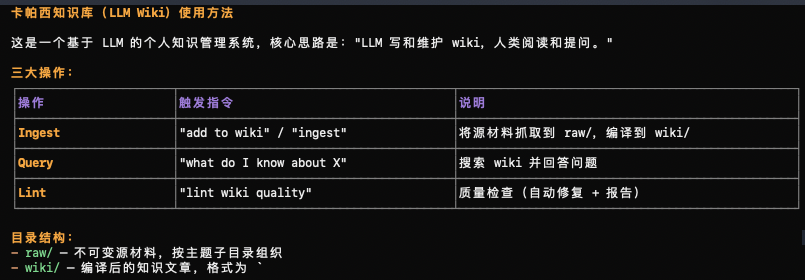 卡帕西知识库（LLM Wiki）使用方法
这是一个基于 LLM 的个人知识管理系统，核心思路是："LLM 写和维护 wiki，人类阅读和提问。"
三大操作：
操作 触发指令 说明
Ingest "add to wiki" / "ingest" 将源材料抓取到 raw/，编译到 wiki/
Query "what do I know about X" 搜索 wiki 并回答问题
Lint "lint wiki quality" 质量检查（自动修复 + 报告）
目录结构：
- raw/ — 不可变源材料，按主题子目录组织
- wiki/ — 编译后的知识文章，格式为 `